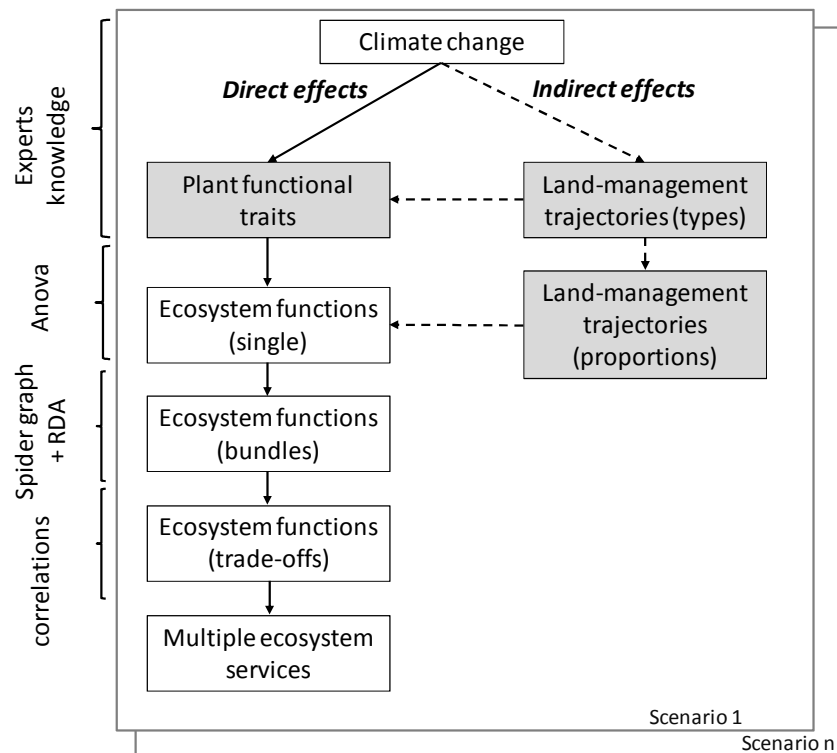 Climate change
Direct effects
Indirect effects
Experts
knowledge
Plant functional
traits
Land-management
trajectories (types)
Anova
Ecosystem functions
(single)
Land-management
trajectories
(proportions)
Spider graph
+ RDA
Ecosystem functions
(bundles)
correlations
Ecosystem functions
(trade-offs)
Multiple ecosystem
services
Scenario 1
Scenario n